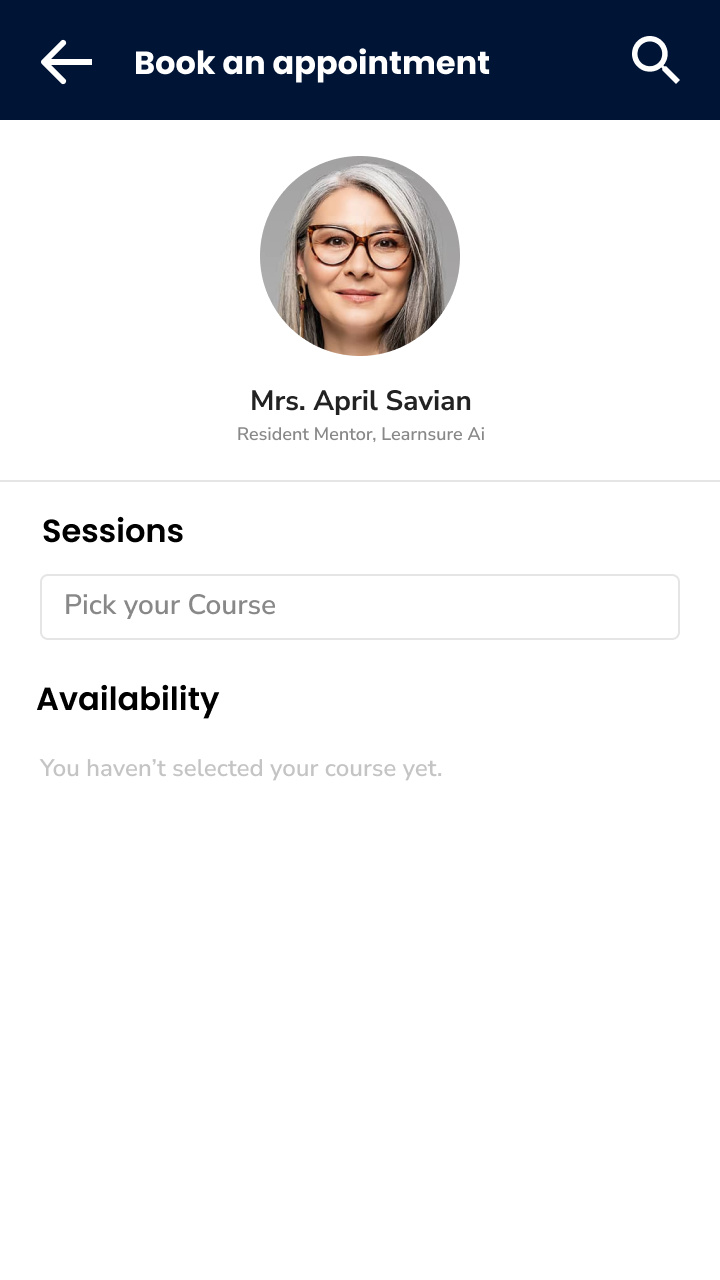 Book an appointment
Mrs. April Savian
Resident Mentor, Learnsure Ai
Sessions
Pick your Course
Availability
You haven’t selected your course yet.